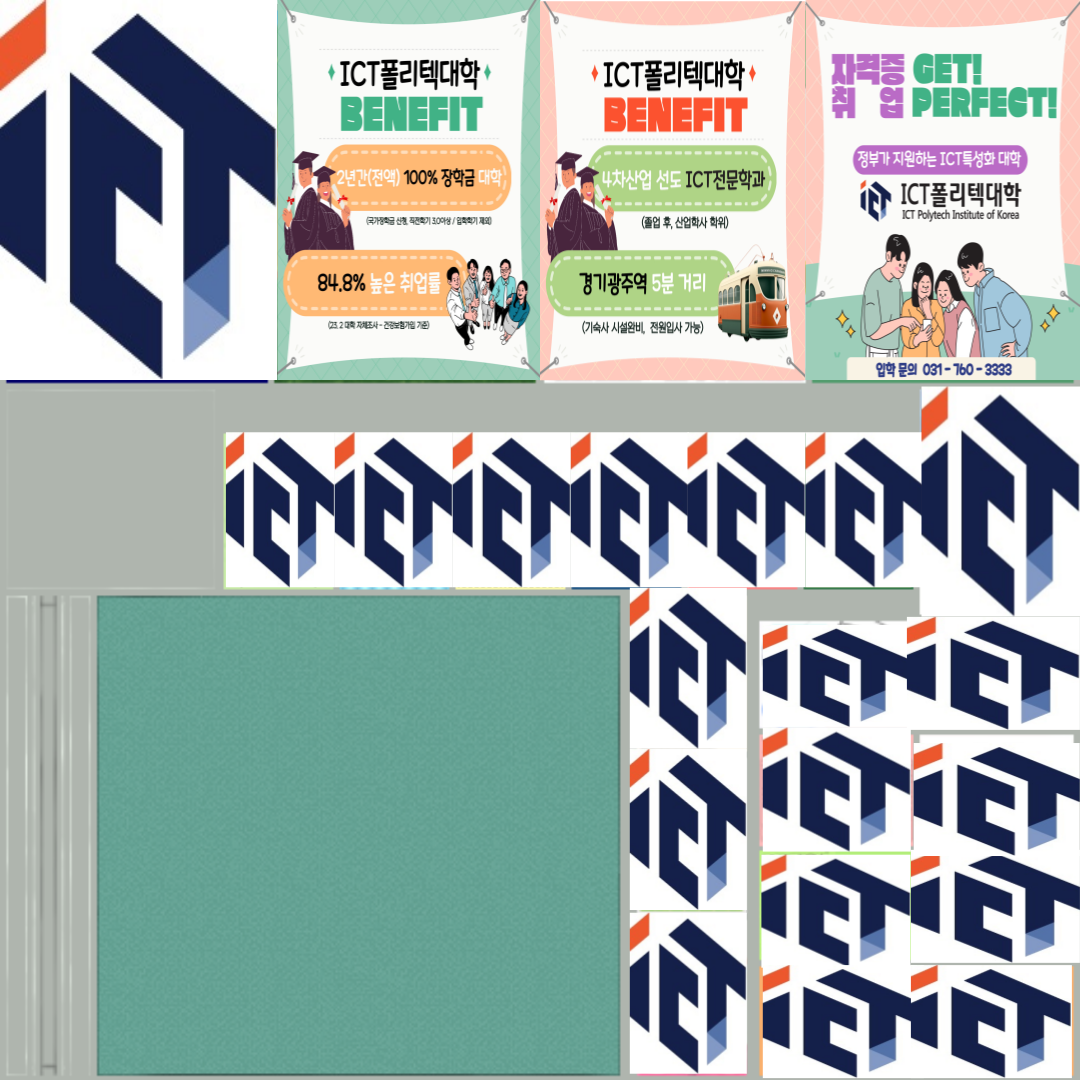 ICT폴리텍대학
BENEFIT
2년간(전액) 100% 장학금 대학
(국가장학금 신청, 직전학기 3.0이상 / 입학학기 제외)
84.8% 높은 취업률
(23. 2 대학 자체조사 - 건강보험가입 기준)
ICT폴리텍대학
BENEFIT
4차산업 선도 ICT전문학과
(졸업 후, 산업학사 학위)
경기광주역 5분 거리
(기숙사 시설완비, 전원입사 가능)
자격증 GET!
취 업 PERFECT!
정부가 지원하는 ICT특성화 대학
ICT폴리텍대학
ICT Polytech Institute of Korea
입학 문의 031-760-3333